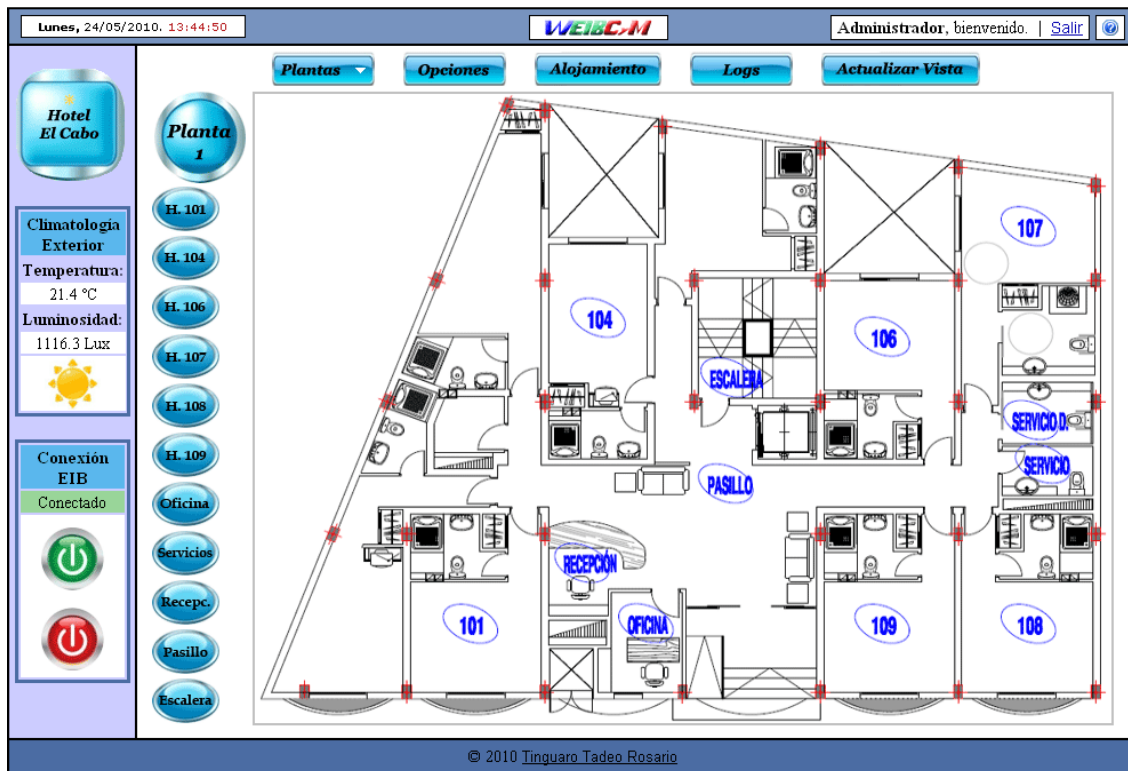 Lunes, 24/05/2010. 13:44:50
WEIBC>M
Administrador, bienvenido. | Salir
Plantas
Opciones
Alojamiento
Logs
Actualizar Vista
Hotel
El Cabo
Climatología
Exterior
Temperatura:
21.4 °C
Luminosidad:
1116.3 Lux
Conexión
EIB
Conectado
Planta
1
H. 101
H. 104
H. 106
H. 107
H. 108
H. 109
Oficina
Servicios
Recepc.
Pasillo
Escalera
107
104
106
ESCALERA
SERVICIO D.
SERVICIO
PASILLO
RECEPCIÓN
101
OFICINA
109
108
© 2010 Tinguaro Tadeo Rosario